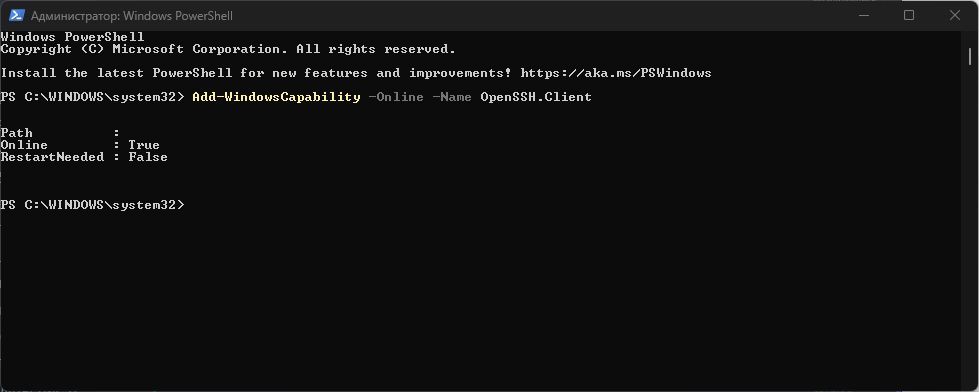 Администратор: Windows PowerShell
Windows PowerShell
Copyright (C) Microsoft Corporation. All rights reserved.
Install the latest PowerShell for new features and improvements! https://aka.ms/PSWindows
PS C:\WINDOWS\system32> Add-WindowsCapability -Online -Name OpenSSH.Client
Path          :
Online        : True
RestartNeeded : False
PS C:\WINDOWS\system32>